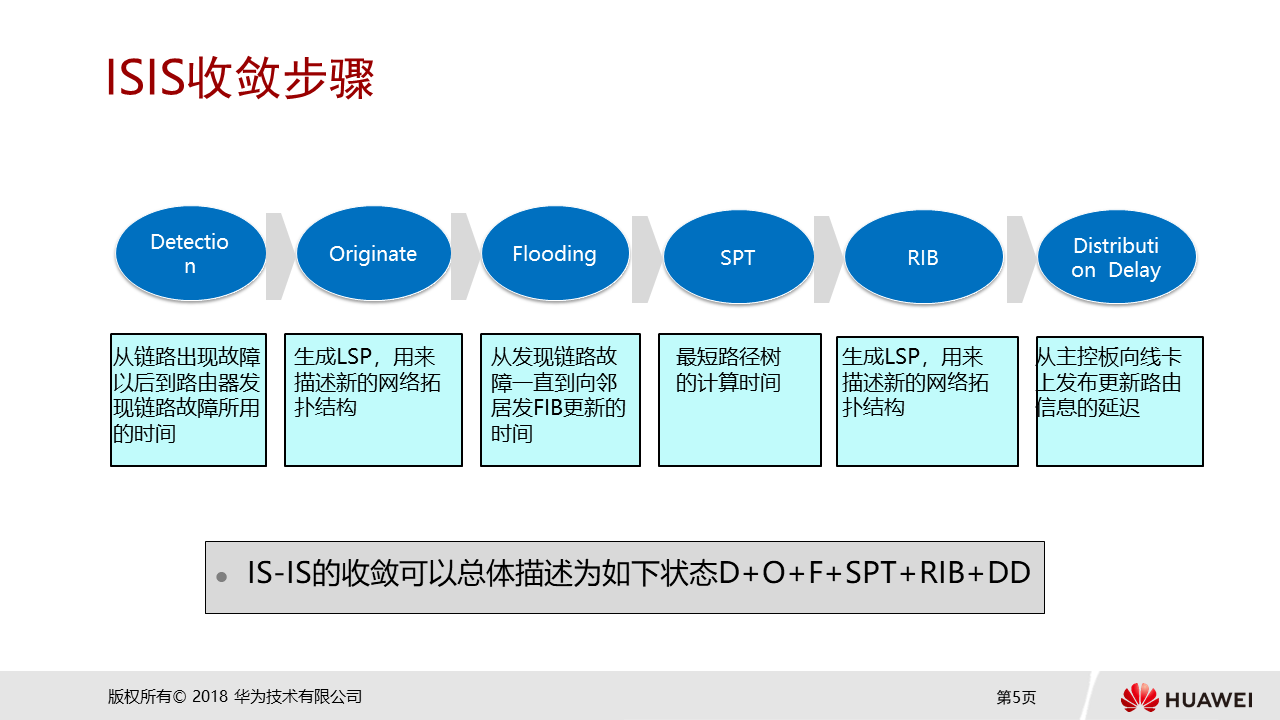 ISIS收敛步骤
Detectio
n
Originate
Flooding
SPT
RIB
Distributi
on Delay
从链路出现故障
以后到路由器发
现链路故障所用
的时间
生成LSP，用来
描述新的网络拓
扑结构
从发现链路故
障一直到向邻
居发FIB更新的
时间
最短路径树
的计算时间
生成LSP，用来
描述新的网络拓
扑结构
从主控板向线卡
上发布更新路由
信息的延迟
IS-IS的收敛可以总体描述为如下状态D+O+F+SPT+RIB+DD
版权所有© 2018 华为技术有限公司
第5页
HUAWEI